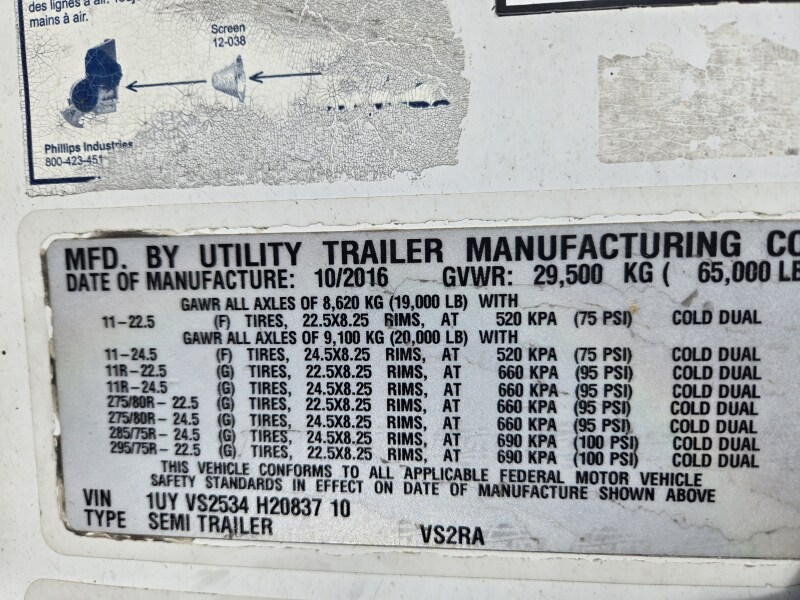 des lignes à air.
mains à air.
Screen
12-038
Phillips Industries
800-423-451
MFD. BY UTILITY TRAILER MANUFACTURING CO
DATE OF MANUFACTURE: 10/2016 GVWR: 29,500 KG ( 65,000 LB
GAWR ALL AXLES OF 8,620 KG (19,000 LB) WITH
11-22.5 (F) TIRES, 22.5X8.25 RIMS, AT 520 KPA (75 PSI) COLD DUAL
GAWR ALL AXLES OF 9,100 KG (20,000 LB) WITH
11-24.5 (F) TIRES, 24.5X8.25 RIMS, AT 520 KPA (75 PSI) COLD DUAL
11R-22.5 (G) TIRES, 22.5X8.25 RIMS, AT 660 KPA (95 PSI) COLD DUAL
11R-24.5 (G) TIRES, 24.5X8.25 RIMS, AT 660 KPA (95 PSI) COLD DUAL
275/80R- 22.5 (G) TIRES, 22.5X8.25 RIMS, AT 660 KPA (95 PSI) COLD DUAL
275/80R- 24.5 (G) TIRES, 24.5X8.25 RIMS, AT 660 KPA (95 PSI) COLD DUAL
285/75R- 24.5 (G) TIRES, 24.5X8.25 RIMS, AT 690 KPA (100 PSI) COLD DUAL
295/75R- 22.5 (G) TIRES, 22.5X8.25 RIMS, AT 690 KPA (100 PSI) COLD DUAL
THIS VEHICLE CONFORMS TO ALL APPLICABLE FEDERAL MOTOR VEHICLE
SAFETY STANDARDS IN EFFECT ON DATE OF MANUFACTURE SHOWN ABOVE
VIN 1UY VS2534 H20837 10
TYPE SEMI TRAILER VS2RA